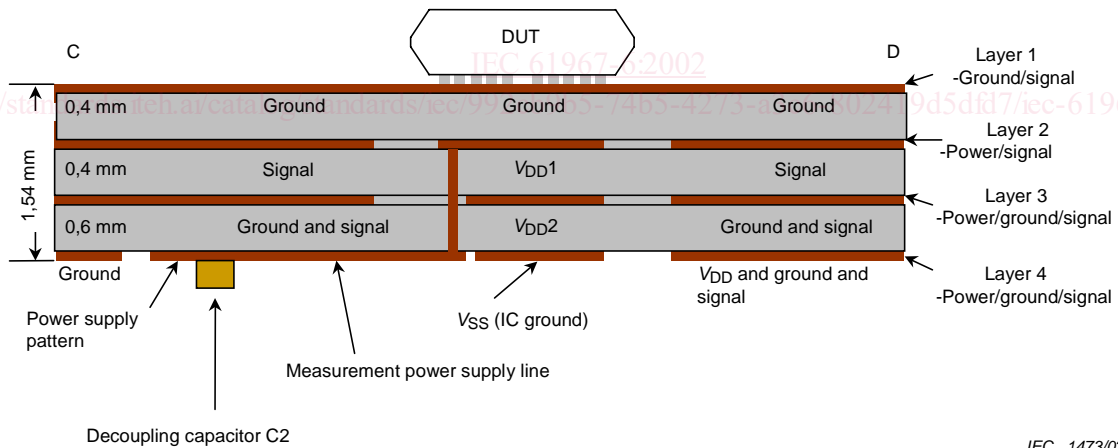 DUT
C
D
IEC 61967-6:2002
Layer 1
-Ground/signal
0,4 mm
Ground
Ground
Ground
Layer 2
-Power/signal
1,54 mm
0,4 mm
Signal
VDD1
Signal
Layer 3
-Power/ground/signal
0,6 mm
Ground and signal
VDD2
Ground and signal
Ground
VDD and ground and
signal
Layer 4
-Power/ground/signal
Power supply
pattern
VSS (IC ground)
Measurement power supply line
Decoupling capacitor C2
IEC 1473/0